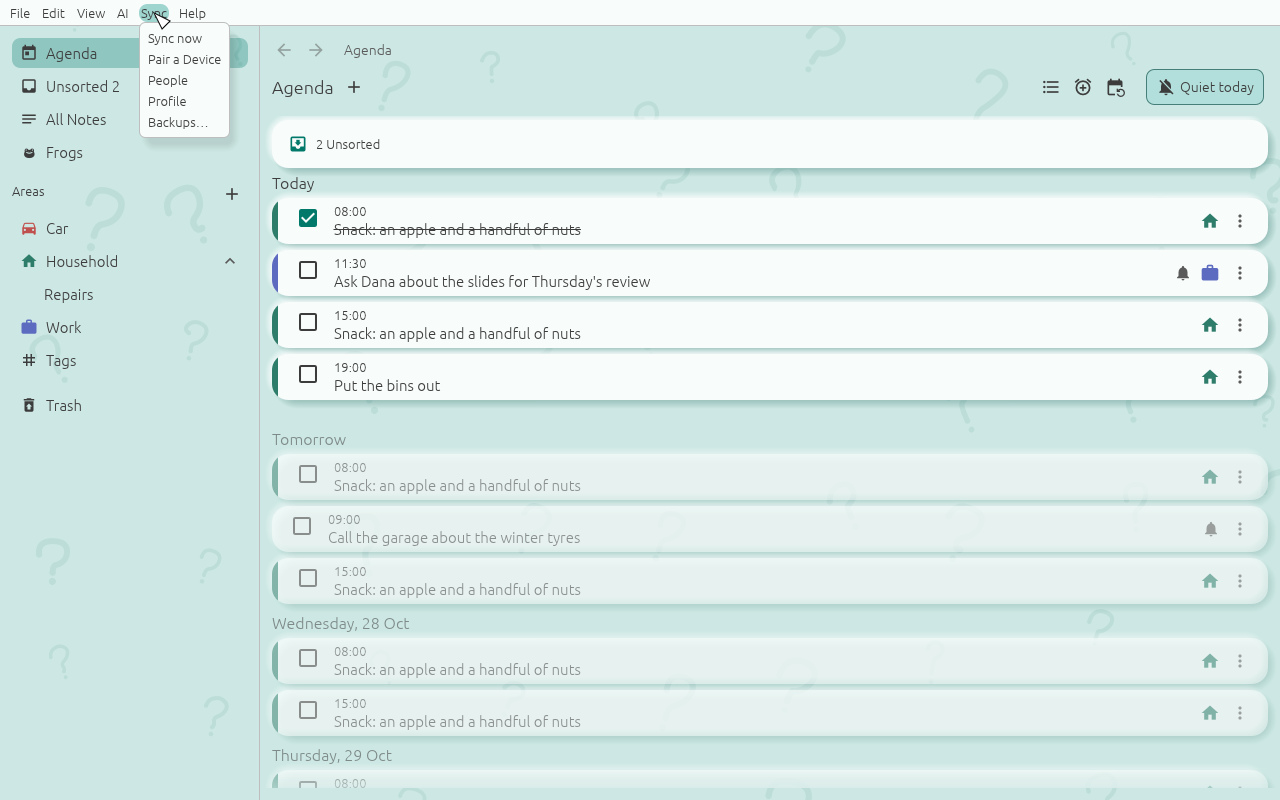 File Edit View AI Sync Help
Sync now
Pair a Device
People
Profile
Backups...
Agenda
Unsorted 2
All Notes
Frogs
Areas
Car
Household
Repairs
Work
Tags
Trash
Agenda
Agenda
Quiet today
2 Unsorted
Today
08:00
Snack: an apple and a handful of nuts
11:30
Ask Dana about the slides for Thursday's review
15:00
Snack: an apple and a handful of nuts
19:00
Put the bins out
Tomorrow
08:00
Snack: an apple and a handful of nuts
09:00
Call the garage about the winter tyres
15:00
Snack: an apple and a handful of nuts
Wednesday, 28 Oct
08:00
Snack: an apple and a handful of nuts
15:00
Snack: an apple and a handful of nuts
Thursday, 29 Oct
08:00